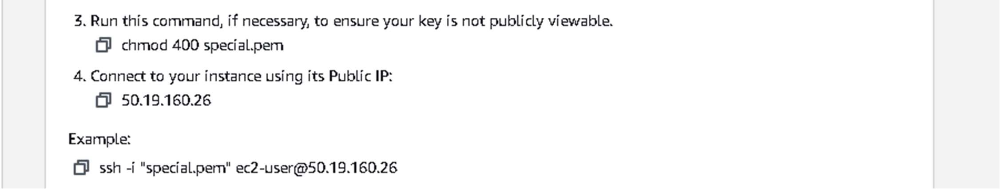 3. Run this command, if necessary, to ensure your key is not publicly viewable.
chmod 400 special.pem
4. Connect to your instance using its Public IP:
50.19.160.26
Example:
ssh -i "special.pem" ec2-user@50.19.160.26